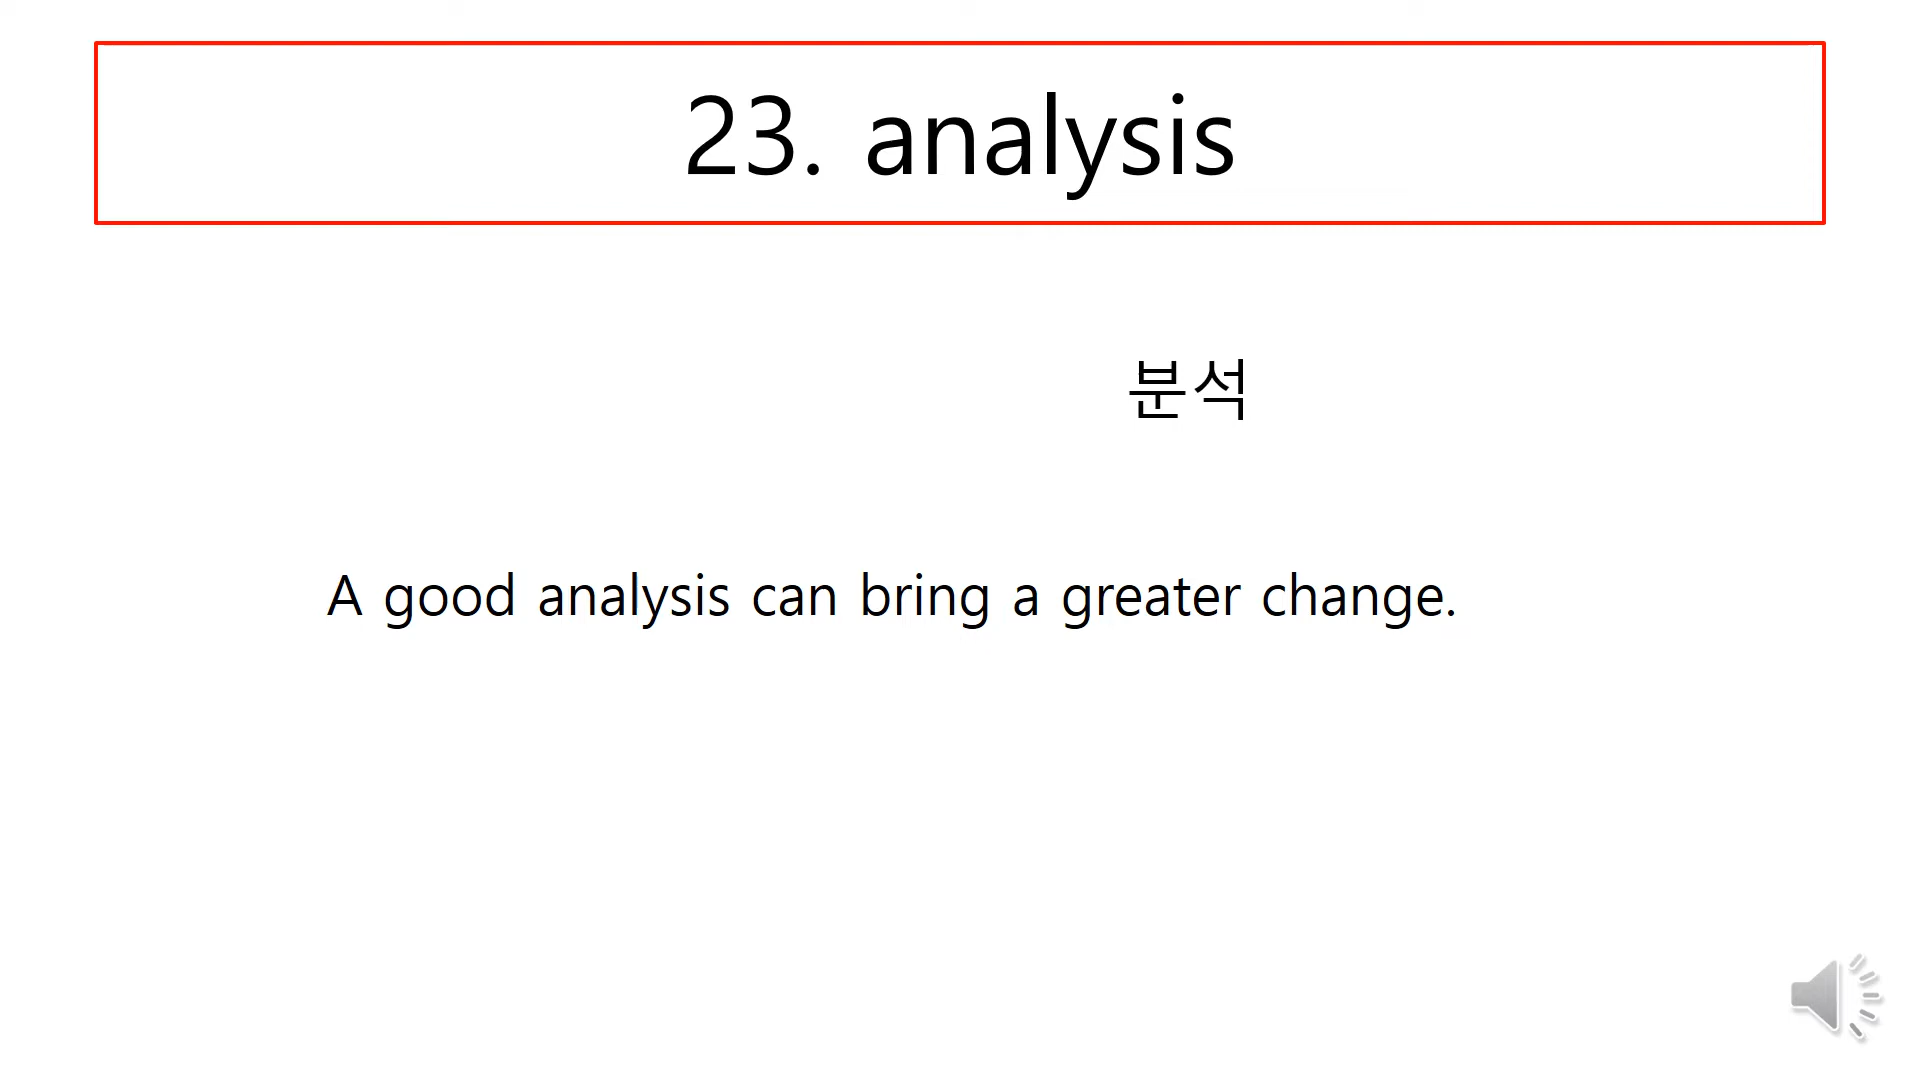 23. analysis
분석
A good analysis can bring a greater change.